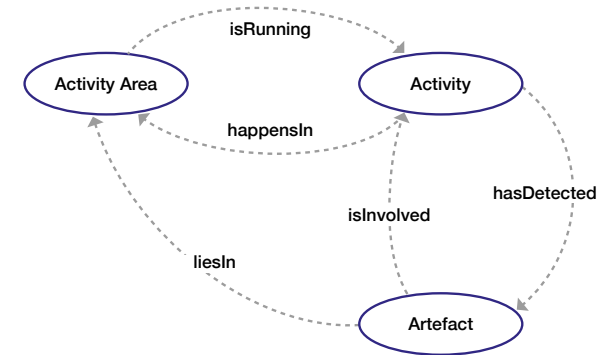 isRunning
Activity Area
Activity
happensIn
hasDetected
isInvolved
liesIn
Artefact